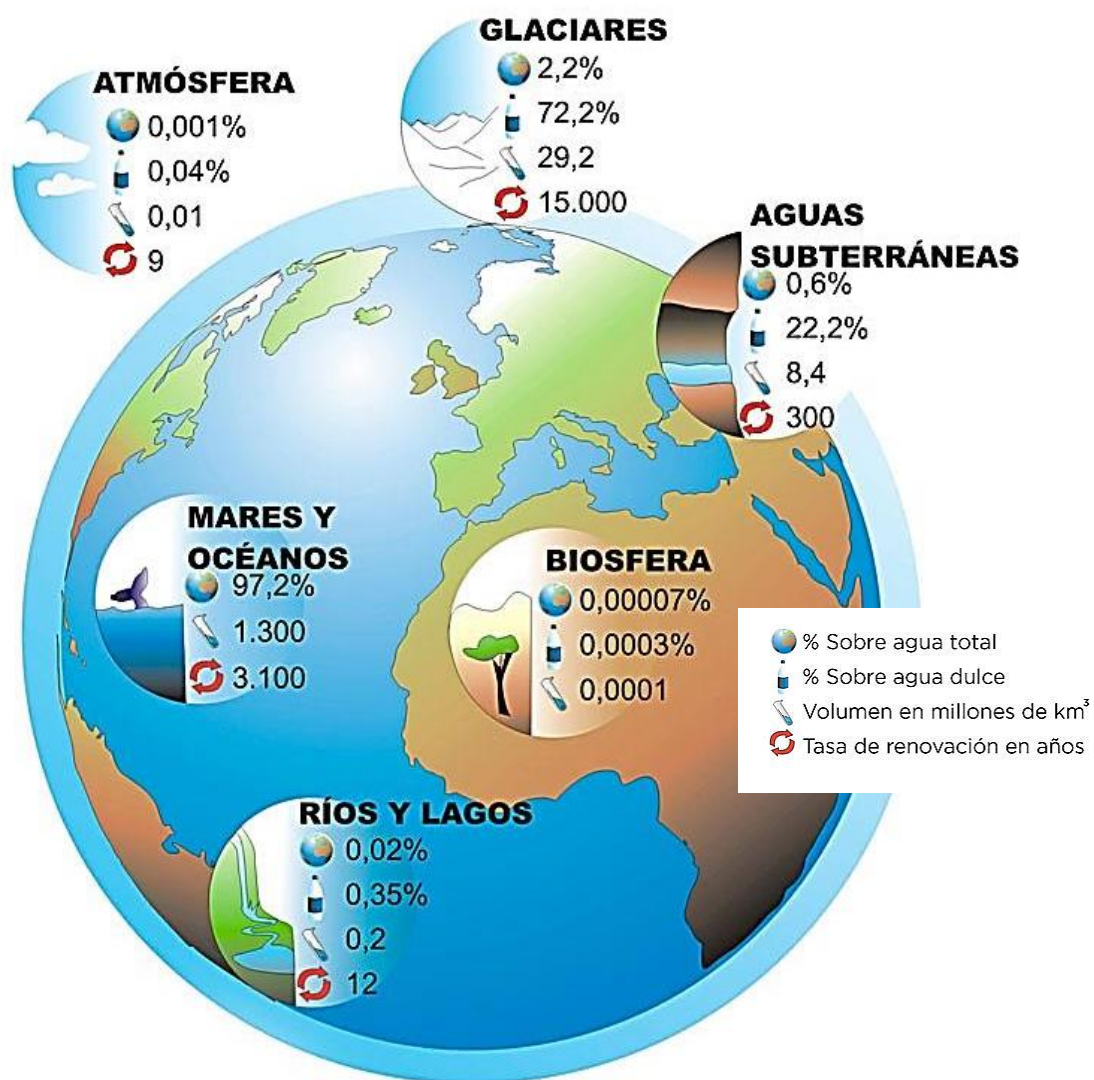 ATMÓSFERA
0,001%
0,04%
0,01
9
GLACIARES
2,2%
72,2%
29,2
15.000
AGUAS
SUBTERRÁNEAS
0,6%
22,2%
8,4
300
MARES Y
OCÉANOS
97,2%
1.300
3.100
BIOSFERA
0,00007%
0,0003%
0,0001
% Sobre agua total
% Sobre agua dulce
Volumen en millones de km³
Tasa de renovación en años
RÍOS Y LAGOS
0,02%
0,35%
0,2
12